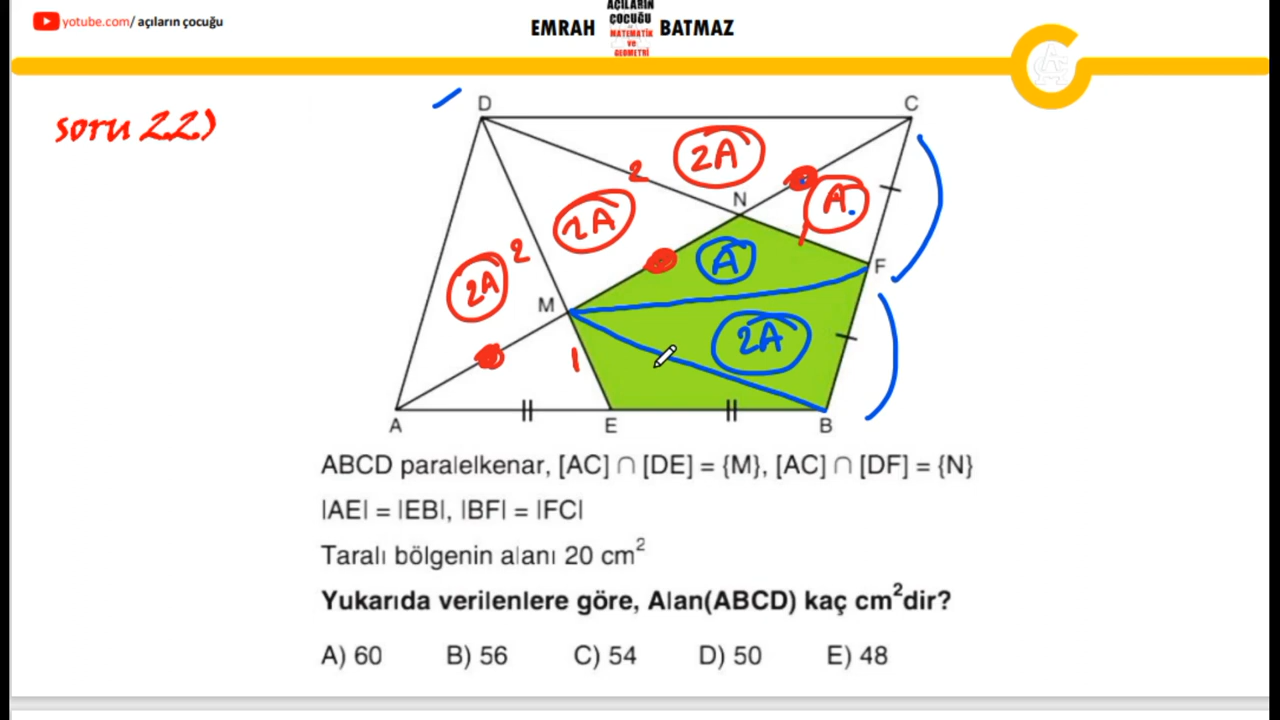 yotube.com/ açıların çocuğu
EMRAH AÇILARIN ÇOCUĞU MATEMATİK ve GEOMETRİ BATMAZ
soru 22)
D
C
2A
2
N
A
2A
2
2A
A
F
M
2A
1
A
E
B
ABCD paralelkenar, [AC] ∩ [DE] = {M}, [AC] ∩ [DF] = {N}
|AE| = |EB|, |BF| = |FC|
Taralı bölgenin alanı 20 cm²
Yukarıda verilenlere göre, Alan(ABCD) kaç cm²dir?
A) 60 B) 56 C) 54 D) 50 E) 48